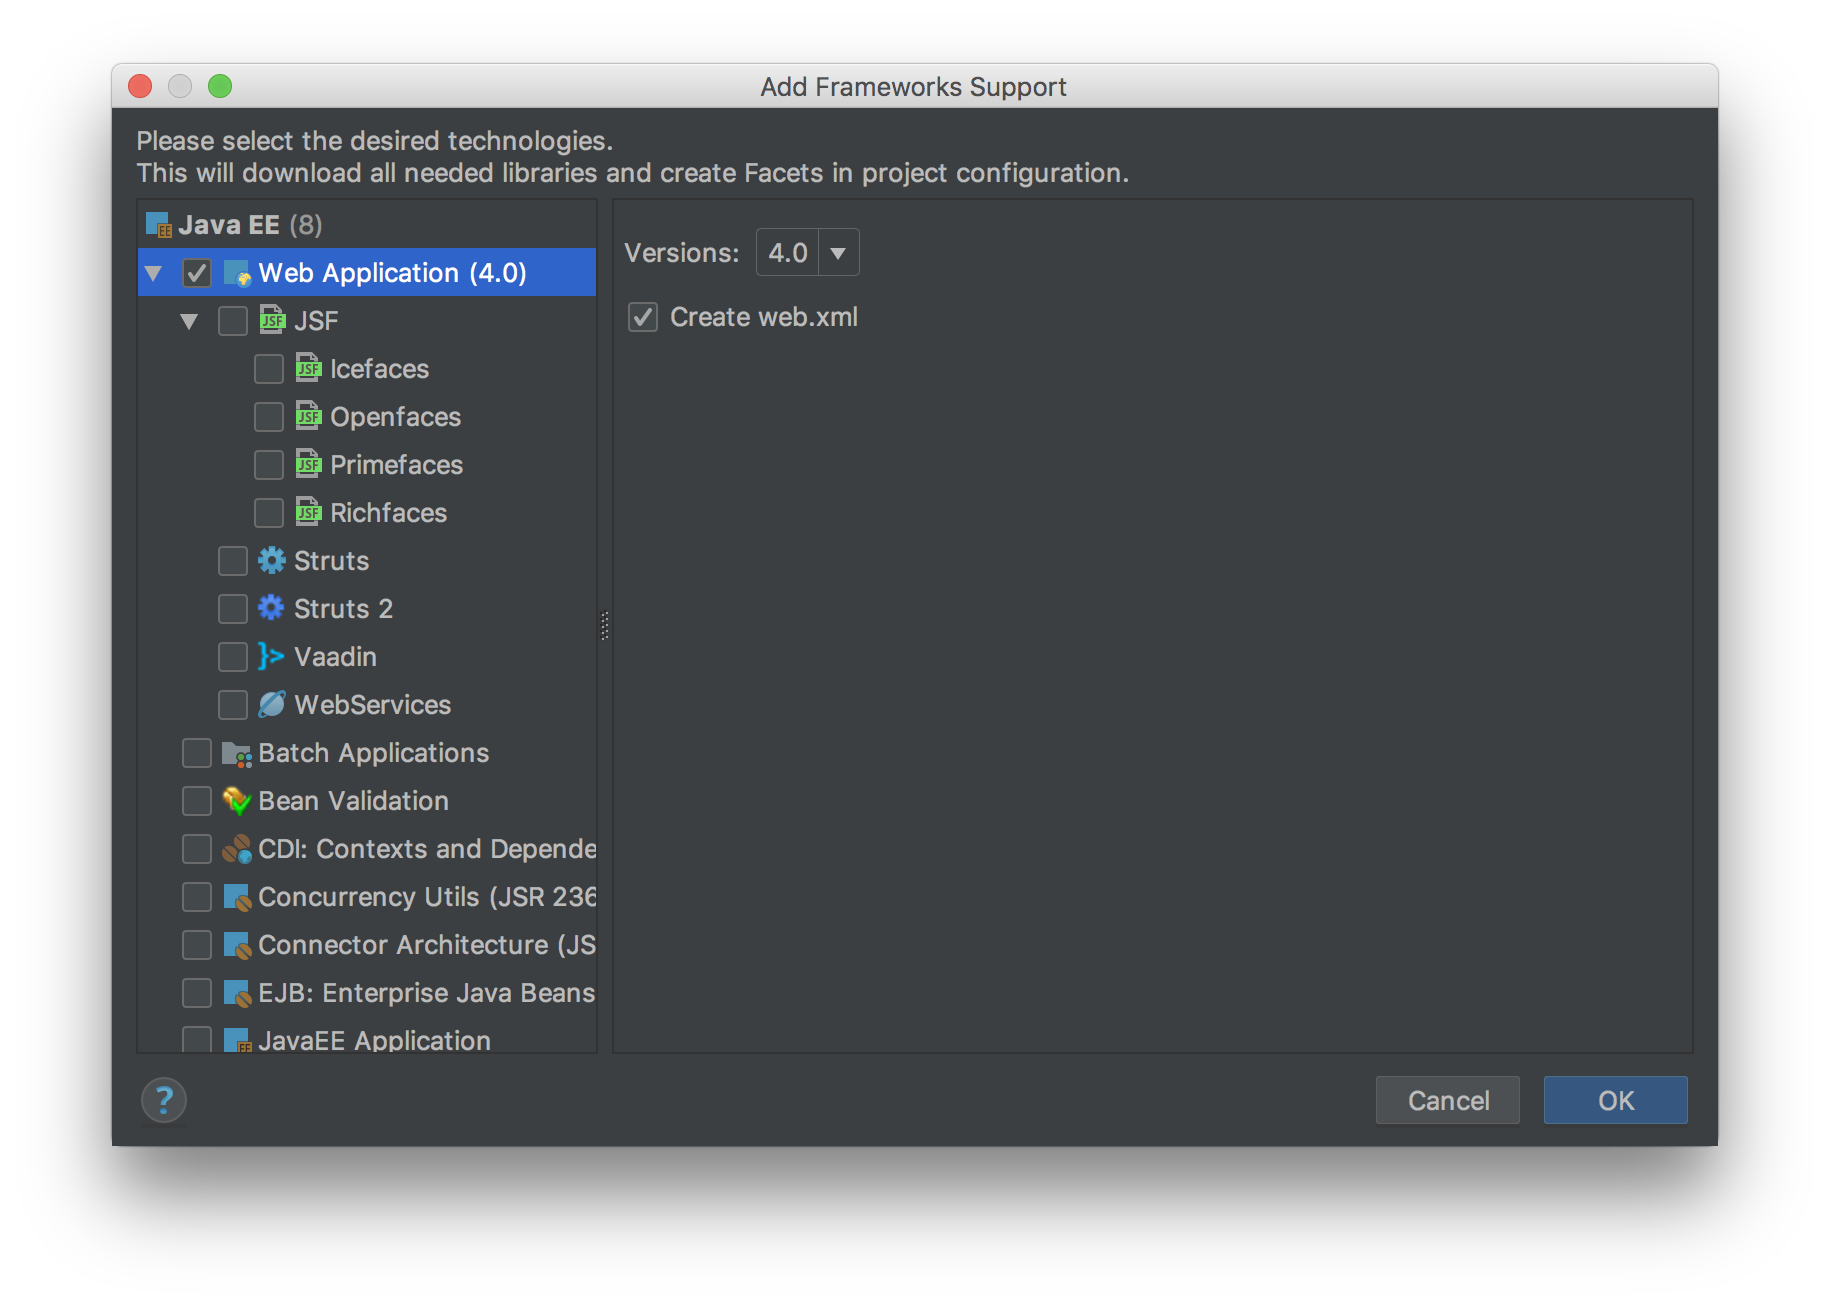 Add Frameworks Support
Please select the desired technologies.
This will download all needed libraries and create Facets in project configuration.
Java EE (8)
Web Application (4.0)
JSF
Icefaces
Openfaces
Primefaces
Richfaces
Struts
Struts 2
Vaadin
WebServices
Batch Applications
Bean Validation
CDI: Contexts and Depende
Concurrency Utils (JSR 236
Connector Architecture (JS
EJB: Enterprise Java Beans
JavaEE Application
Versions: 4.0
Create web.xml
? Cancel OK